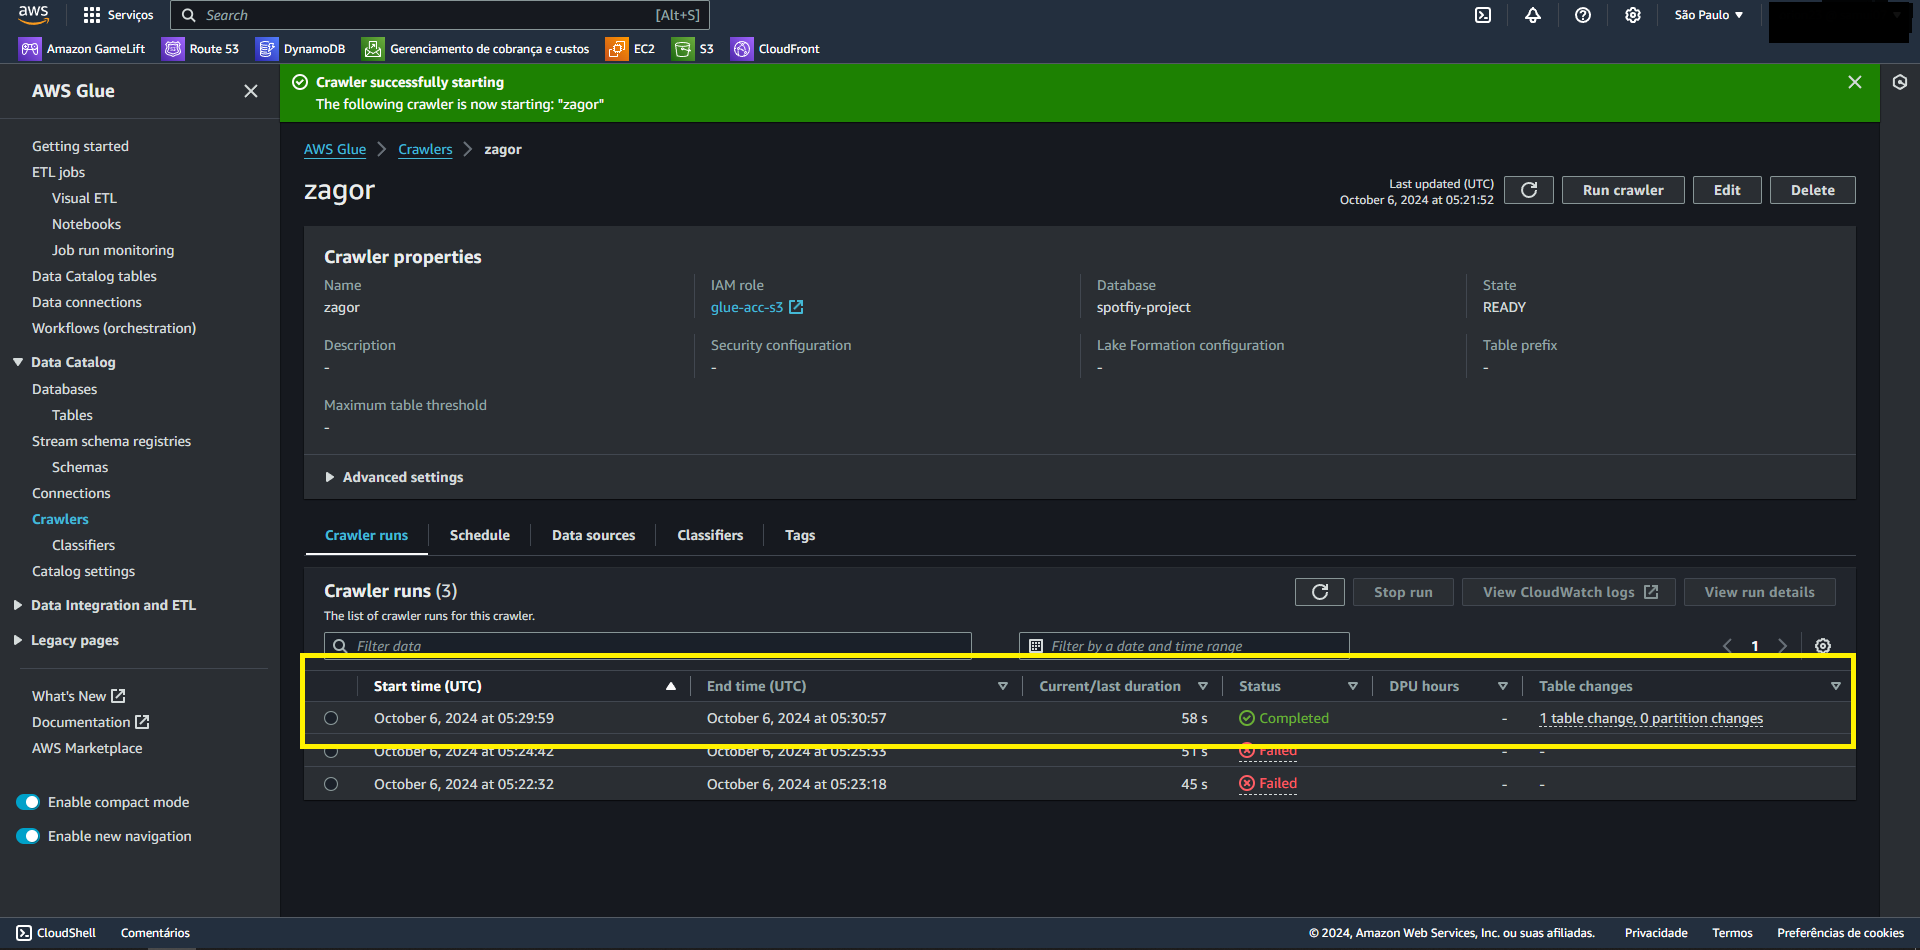 aws Serviços Search [Alt+S] São Paulo
Amazon GameLift Route 53 DynamoDB Gerenciamento de cobrança e custos EC2 S3 CloudFront
AWS Glue
Getting started
ETL jobs
Visual ETL
Notebooks
Job run monitoring
Data Catalog tables
Data connections
Workflows (orchestration)
Data Catalog
Databases
Tables
Stream schema registries
Schemas
Connections
Crawlers
Classifiers
Catalog settings
Data Integration and ETL
Legacy pages
What's New
Documentation
AWS Marketplace
Enable compact mode
Enable new navigation
Crawler successfully starting
The following crawler is now starting: "zagor"
AWS Glue Crawlers zagor
zagor
Last updated (UTC)
October 6, 2024 at 05:21:52
Run crawler Edit Delete
Crawler properties
Name IAM role Database State
zagor glue-acc-s3 spotfiy-project READY
Description Security configuration Lake Formation configuration Table prefix
- - - -
Maximum table threshold
-
Advanced settings
Crawler runs Schedule Data sources Classifiers Tags
Crawler runs (3)
Stop run View CloudWatch logs View run details
The list of crawler runs for this crawler.
Filter data Filter by a date and time range 1
Start time (UTC) End time (UTC) Current/last duration Status DPU hours Table changes
October 6, 2024 at 05:29:59 October 6, 2024 at 05:30:57 58 s Completed - 1 table change, 0 partition changes
October 6, 2024 at 05:24:42 October 6, 2024 at 05:25:33 51 s Failed - -
October 6, 2024 at 05:22:32 October 6, 2024 at 05:23:18 45 s Failed - -
CloudShell Comentários © 2024, Amazon Web Services, Inc. ou suas afiliadas. Privacidade Termos Preferências de cookies